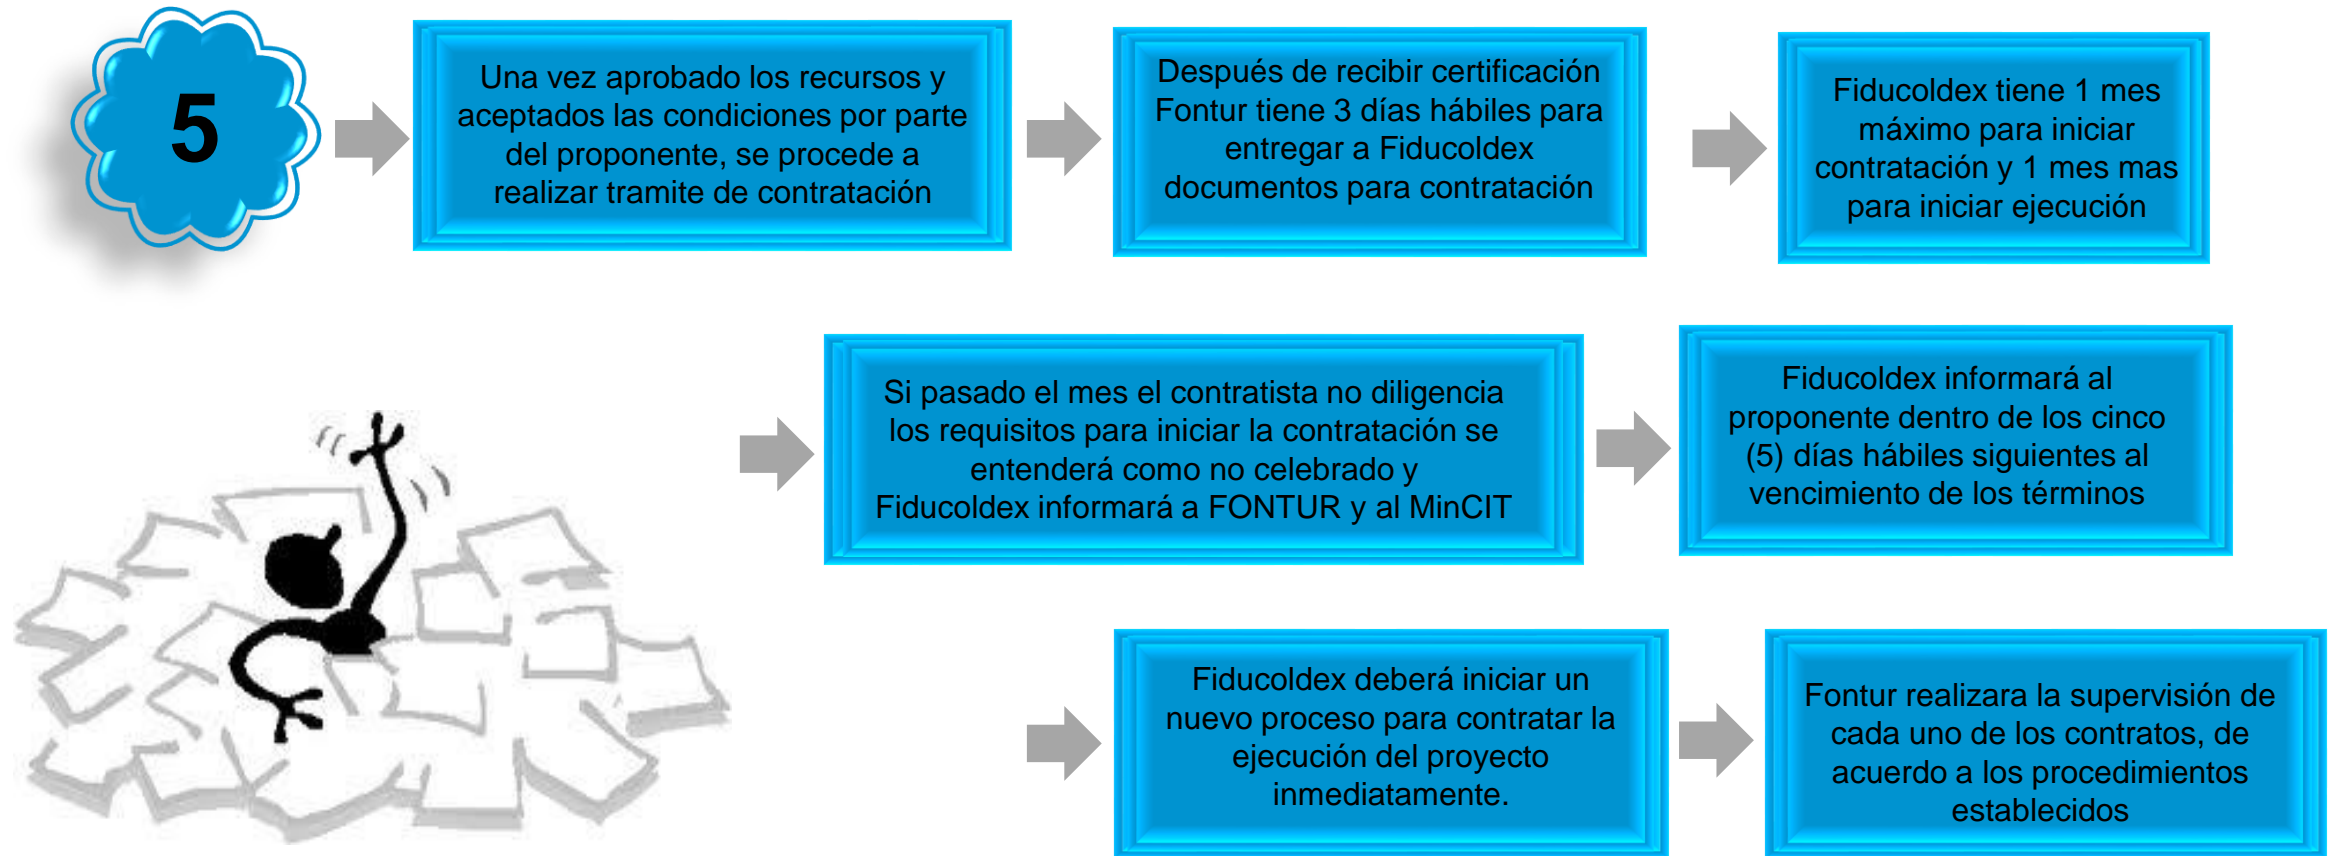 5
Una vez aprobado los recursos y
aceptados las condiciones por parte
del proponente, se procede a
realizar tramite de contratación
Después de recibir certificación
Fontur tiene 3 días hábiles para
entregar a Fiducoldex
documentos para contratación
Fiducoldex tiene 1 mes
máximo para iniciar
contratación y 1 mes mas
para iniciar ejecución
Si pasado el mes el contratista no diligencia
los requisitos para iniciar la contratación se
entenderá como no celebrado y
Fiducoldex informará a FONTUR y al MinCIT
Fiducoldex informará al
proponente dentro de los cinco
(5) días hábiles siguientes al
vencimiento de los términos
Fiducoldex deberá iniciar un
nuevo proceso para contratar la
ejecución del proyecto
inmediatamente.
Fontur realizara la supervisión de
cada uno de los contratos, de
acuerdo a los procedimientos
establecidos